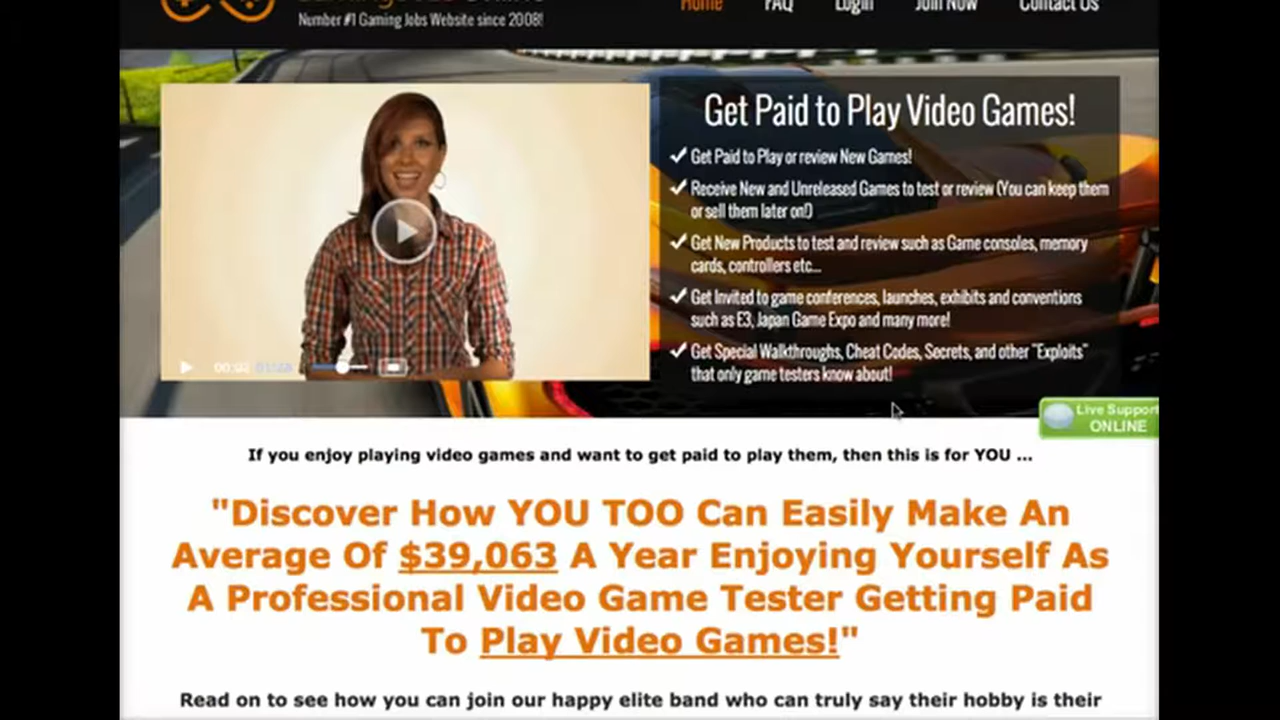 Home FAQ Login Join Now Contact Us
Number #1 Gaming Jobs Website since 2008!
Get Paid to Play Video Games!
Get Paid to Play or review New Games!
Receive New and Unreleased Games to test or review (You can keep them
or sell them later on!)
Get New Products to test and review such as Game consoles, memory
cards, controllers etc...
Get Invited to game conferences, launches, exhibits and conventions
such as E3, Japan Game Expo and many more!
Get Special Walkthroughs, Cheat Codes, Secrets, and other "Exploits"
that only game testers know about!
Live Support
ONLINE
If you enjoy playing video games and want to get paid to play them, then this is for YOU ...
"Discover How YOU TOO Can Easily Make An
Average Of $39,063 A Year Enjoying Yourself As
A Professional Video Game Tester Getting Paid
To Play Video Games!"
Read on to see how you can join our happy elite band who can truly say their hobby is their